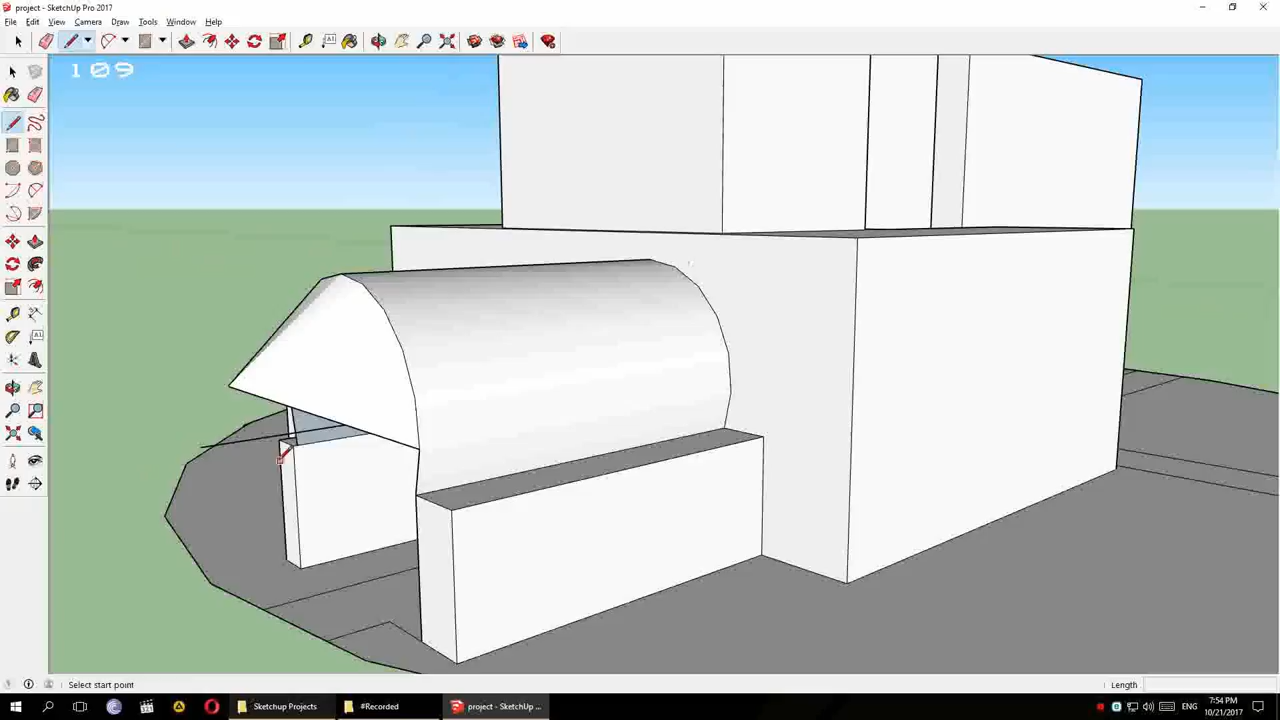 project - SketchUp Pro 2017
File Edit View Camera Draw Tools Window Help
109
Select start point
Length
Sketchup Projects
#Recorded
project - SketchUp ...
ENG
7:54 PM
10/21/2017